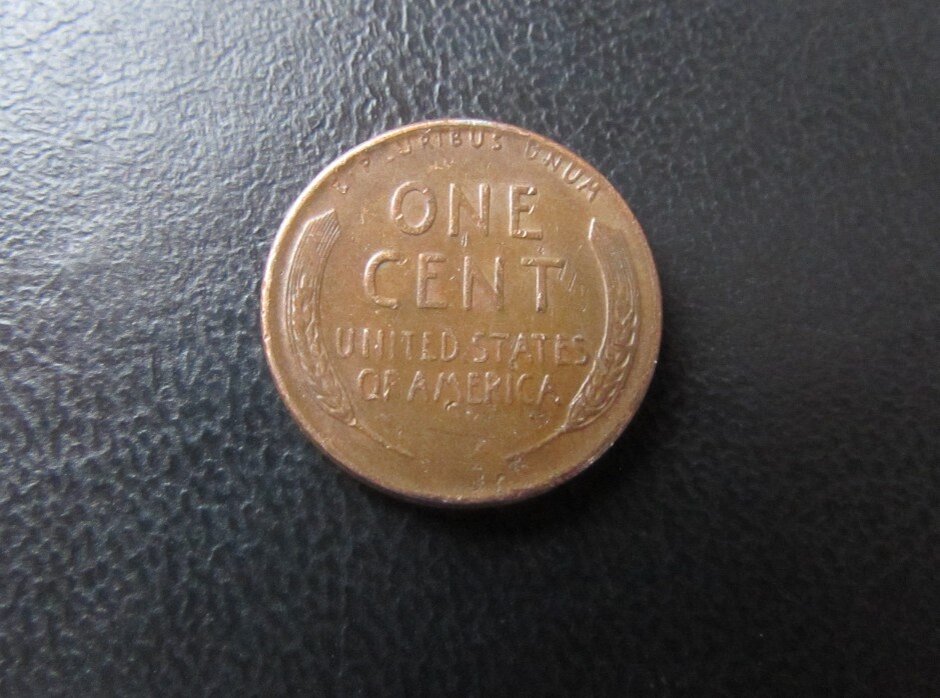 E PLURIBUS UNUM
ONE
CENT
UNITED STATES
OF AMERICA